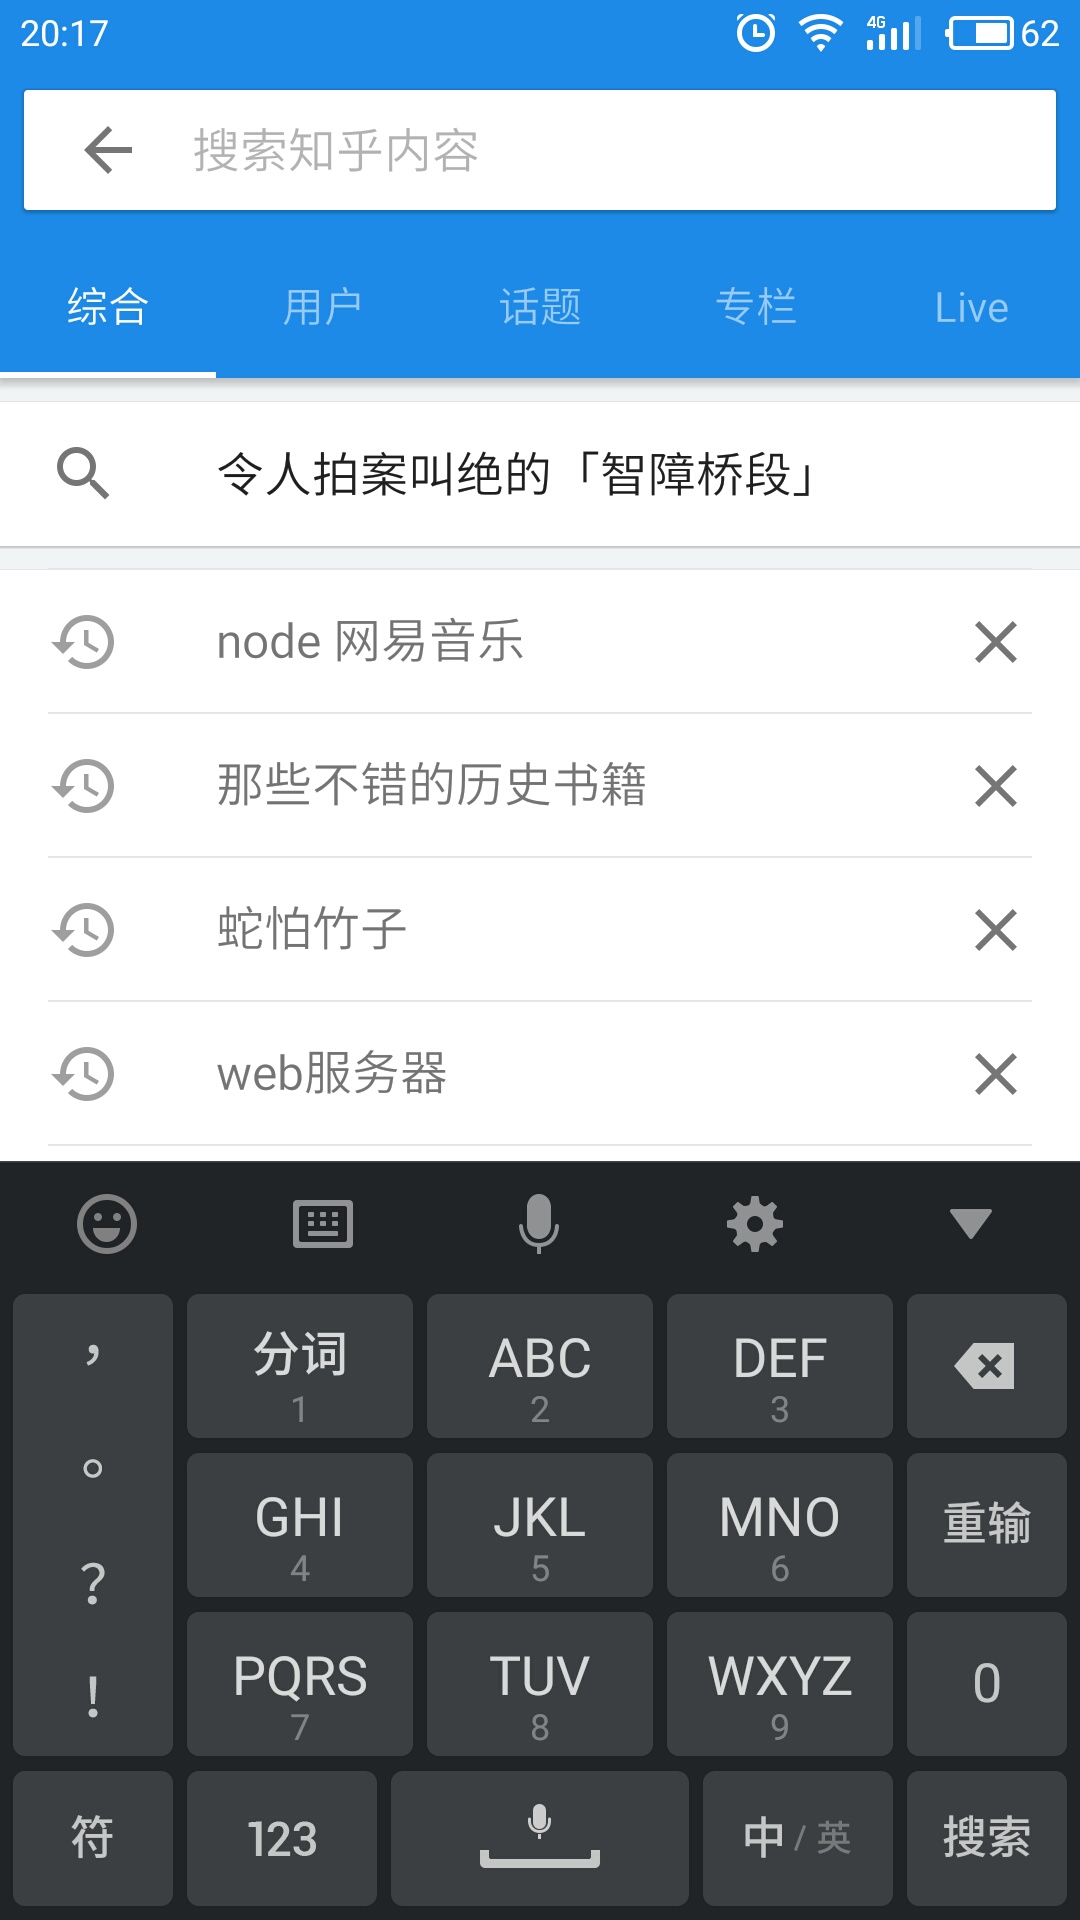 20:17 4G 62
搜索知乎内容
综合 用户 话题 专栏 Live
令人拍案叫绝的「智障桥段」
node 网易音乐
那些不错的历史书籍
蛇怕竹子
web服务器
， 分词 ABC DEF
1 2 3
。 GHI JKL MNO 重输
4 5 6
？ PQRS TUV WXYZ 0
！ 7 8 9
符 123 中 / 英 搜索